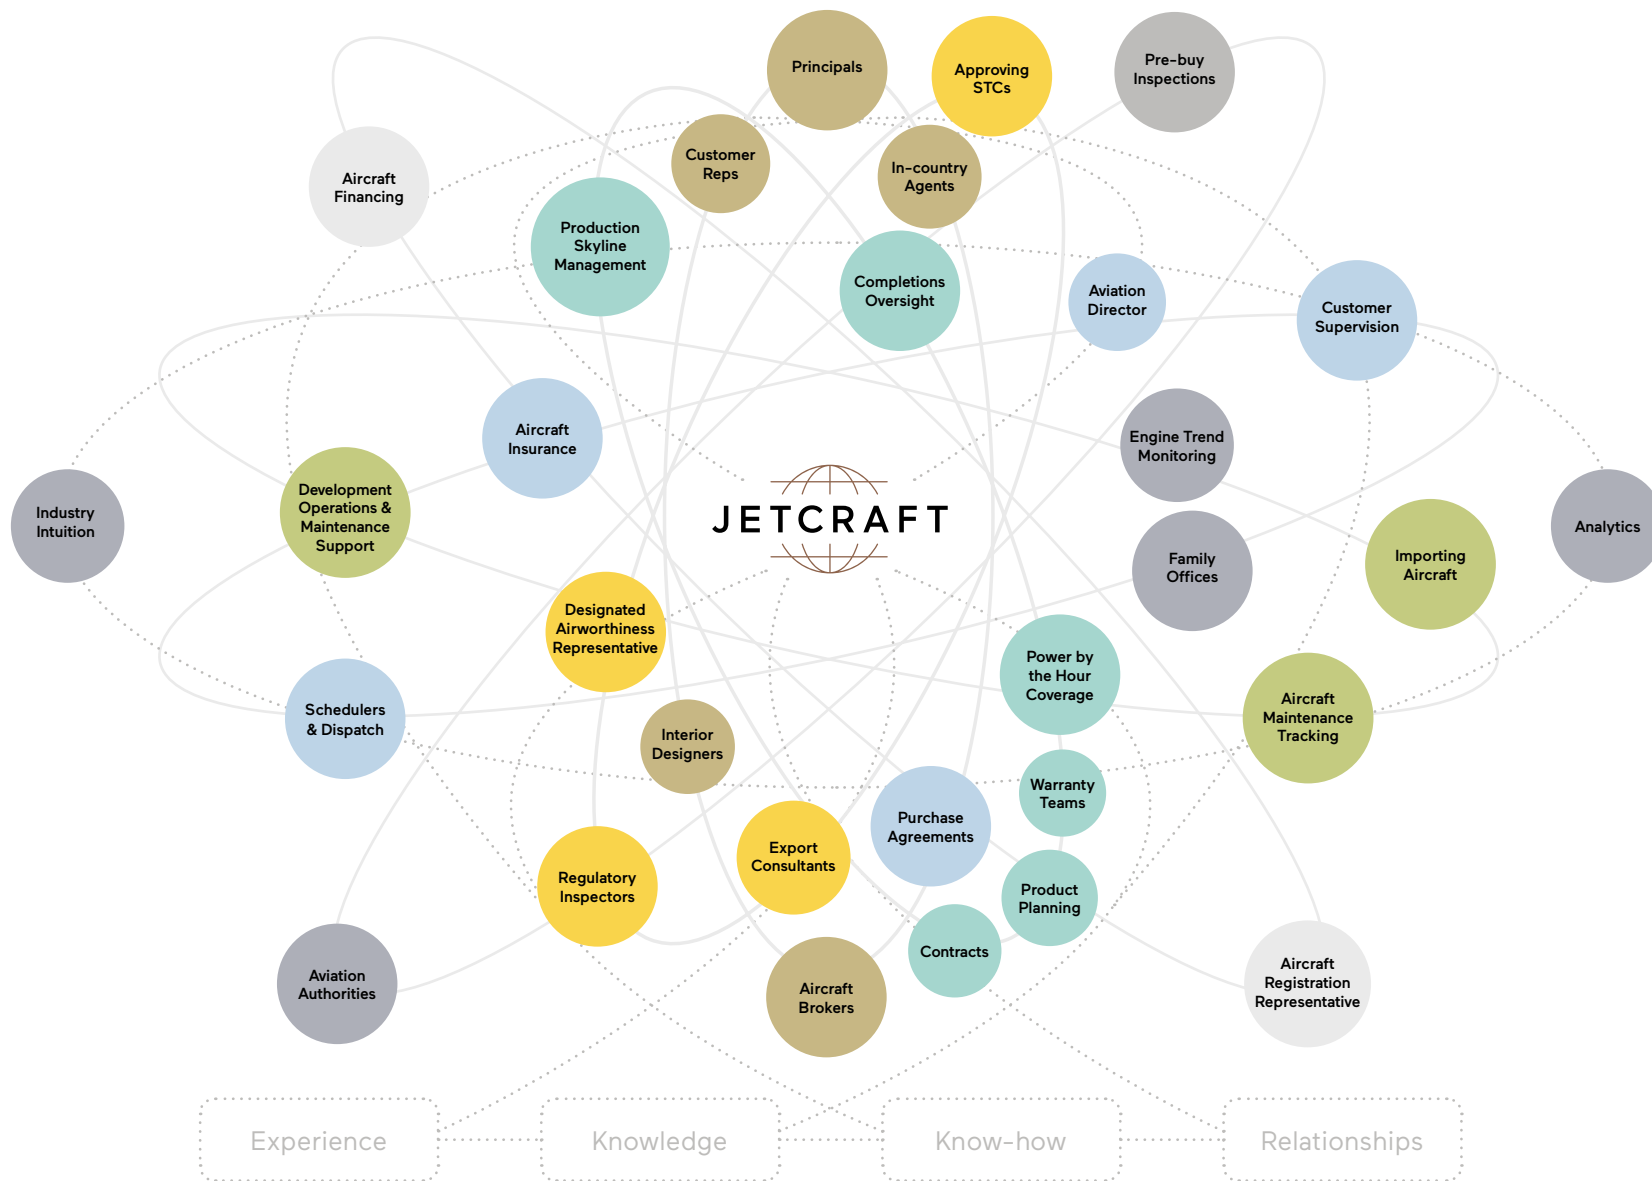 Principals
Approving
STCs
Pre-buy
Inspections
Customer
Reps
In-country
Agents
Aircraft
Financing
Production
Skyline
Management
Completions
Oversight
Aviation
Director
Customer
Supervision
Aircraft
Insurance
Engine Trend
Monitoring
Industry
Intuition
Development
Operations &
Maintenance
Support
JETCRAFT
Family
Offices
Importing
Aircraft
Analytics
Designated
Airworthiness
Representative
Power by
the Hour
Coverage
Schedulers
& Dispatch
Interior
Designers
Aircraft
Maintenance
Tracking
Warranty
Teams
Purchase
Agreements
Export
Consultants
Regulatory
Inspectors
Product
Planning
Contracts
Aviation
Authorities
Aircraft
Brokers
Aircraft
Registration
Representative
Experience
Knowledge
Know-how
Relationships